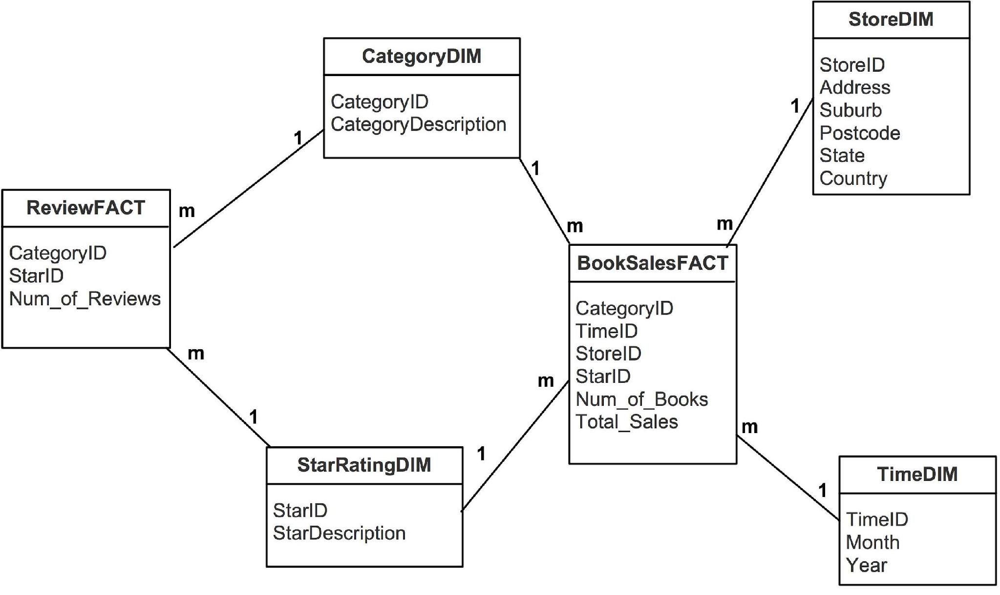 StoreDIM
StoreID
Address
Suburb
Postcode
State
Country
1
m
CategoryDIM
CategoryID
CategoryDescription
1
1
m
m
ReviewFACT
CategoryID
StarID
Num_of_Reviews
m
1
BookSalesFACT
CategoryID
TimeID
StoreID
StarID
Num_of_Books
Total_Sales
m
1
m
1
StarRatingDIM
StarID
StarDescription
TimeDIM
TimeID
Month
Year